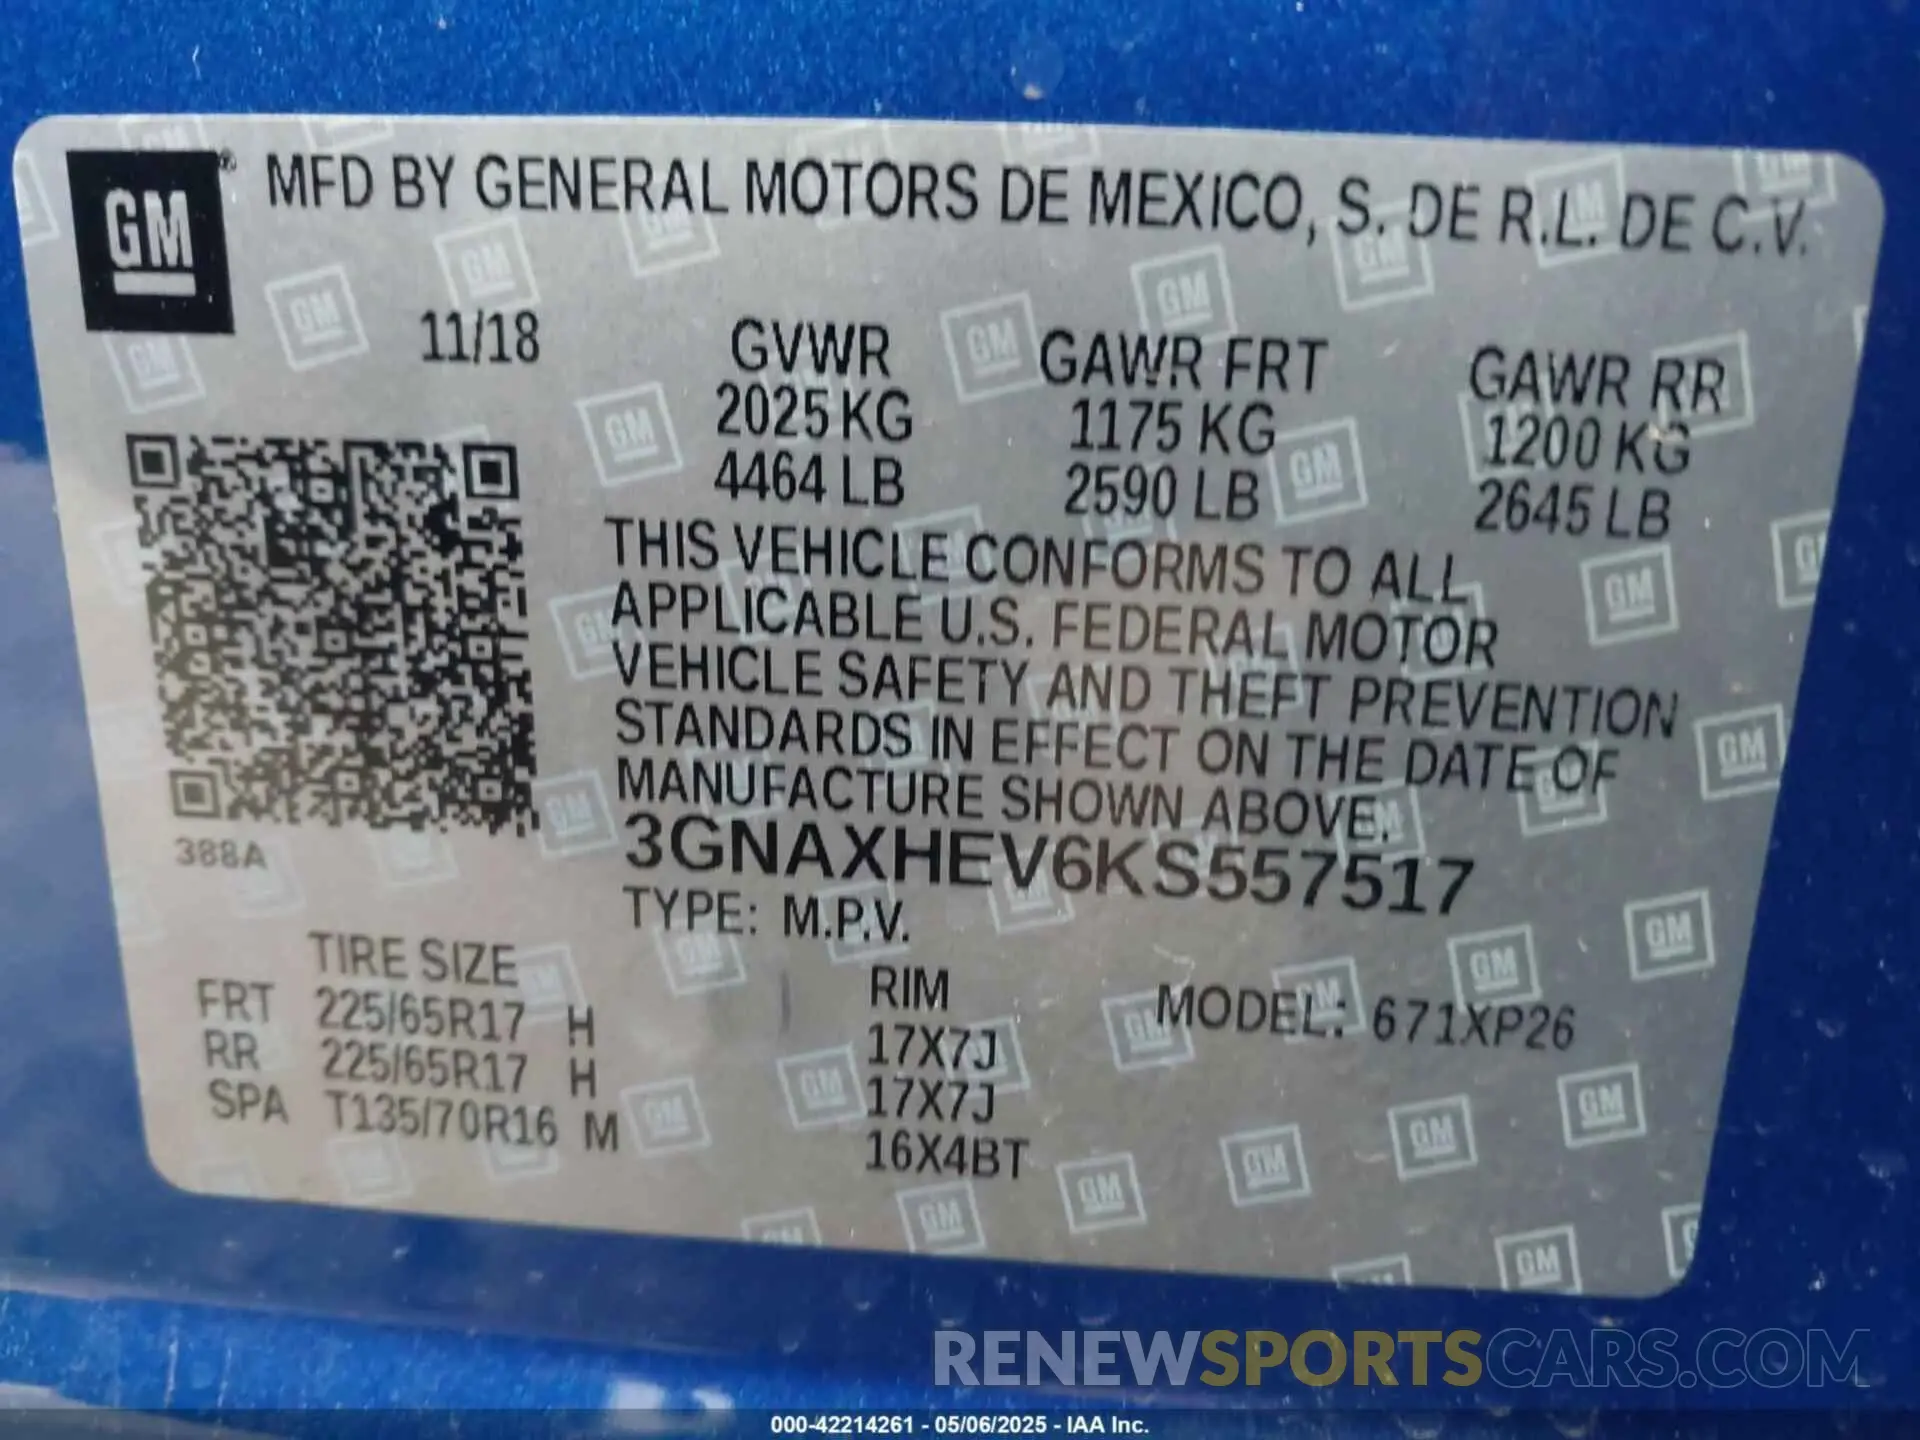 GM® MFD BY GENERAL MOTORS DE MEXICO, S. DE R.L. DE C.V.
11/18 GVWR GAWR FRT GAWR RR
2025 KG 1175 KG 1200 KG
4464 LB 2590 LB 2645 LB
THIS VEHICLE CONFORMS TO ALL
APPLICABLE U.S. FEDERAL MOTOR
VEHICLE SAFETY AND THEFT PREVENTION
STANDARDS IN EFFECT ON THE DATE OF
MANUFACTURE SHOWN ABOVE.
388A
3GNAXHEV6KS557517
TYPE: M.P.V.
TIRE SIZE RIM MODEL: 671XP26
FRT 225/65R17 H 17X7J
RR 225/65R17 H 17X7J
SPA T135/70R16 M 16X4BT
RENEWSPORTSCARS.COM
000-42214261 - 05/06/2025 - IAA Inc.